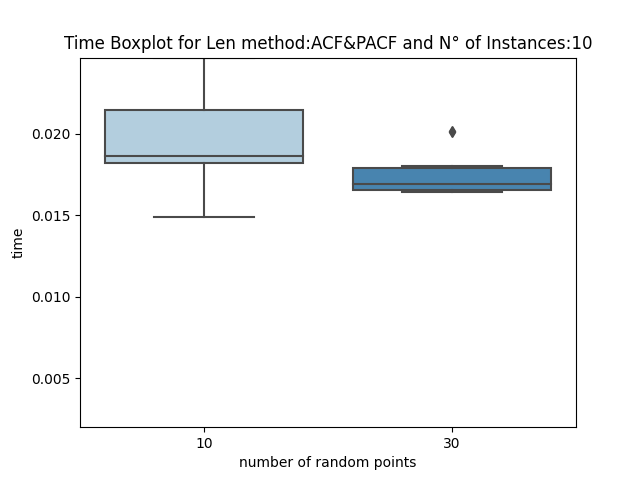 Time Boxplot for Len method:ACF&PACF and N° of Instances:10
0.020
0.015
0.010
0.005
time
10
30
number of random points